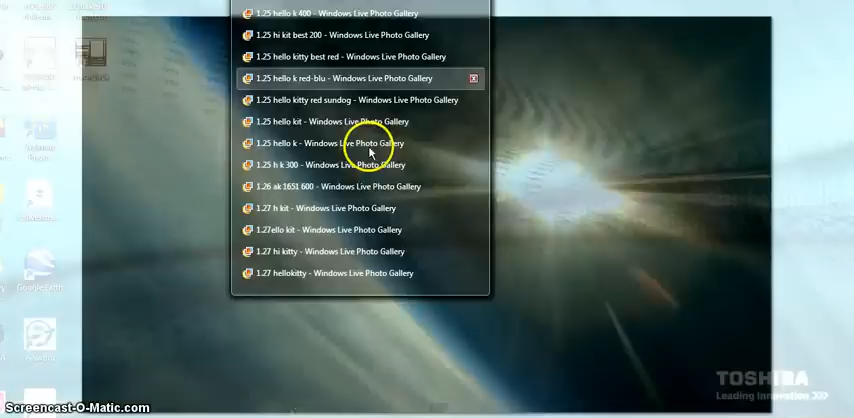 1.25 hello k 400 - Windows Live Photo Gallery
1.25 hi kit best 200 - Windows Live Photo Gallery
1.25 hello kitty best red - Windows Live Photo Gallery
1.25 hello k red-blu - Windows Live Photo Gallery
1.25 hello kitty red sundog - Windows Live Photo Gallery
1.25 hello kit - Windows Live Photo Gallery
1.25 hello k - Windows Live Photo Gallery
1.25 h k 300 - Windows Live Photo Gallery
1.26 ak 1651 600 - Windows Live Photo Gallery
1.27 h kit - Windows Live Photo Gallery
1.27ello kit - Windows Live Photo Gallery
1.27 hi kitty - Windows Live Photo Gallery
1.27 hellokitty - Windows Live Photo Gallery
Google Earth
TOSHIBA
Leading Innovation >>>
Screencast-O-Matic.com